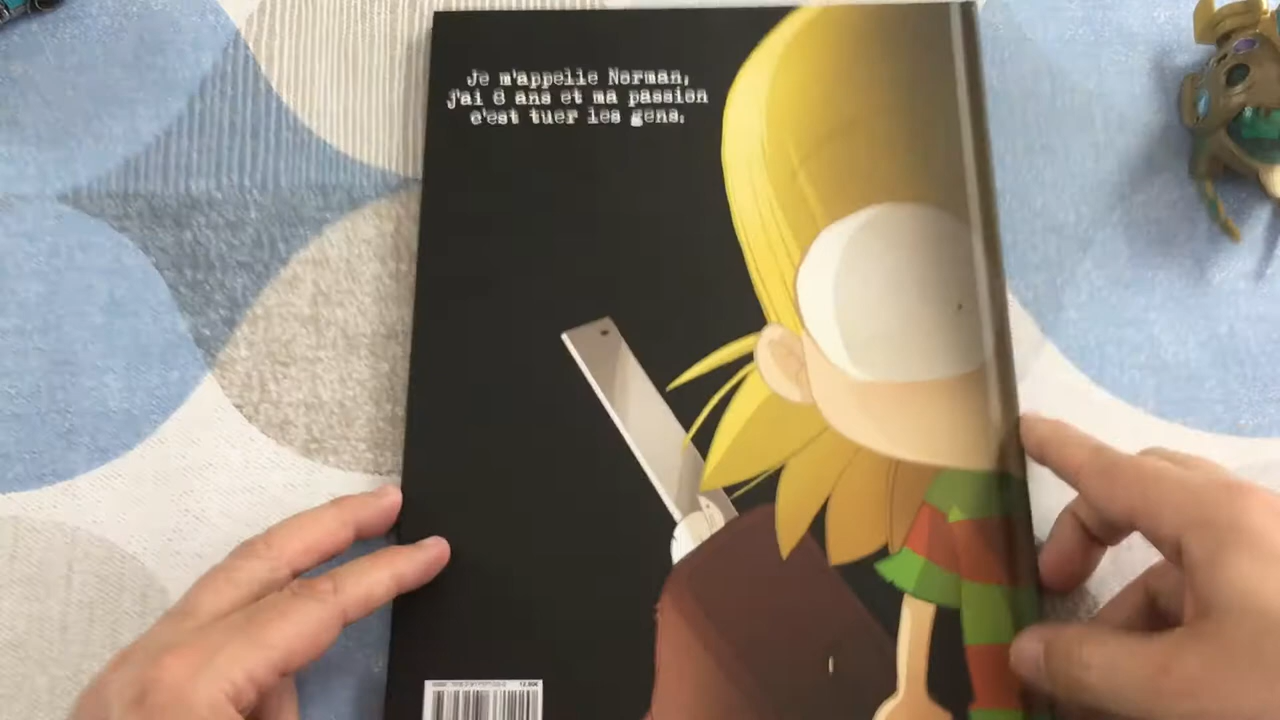 Je m'appelle Norman,
j'ai 8 ans et ma passion
c'est tuer les gens.